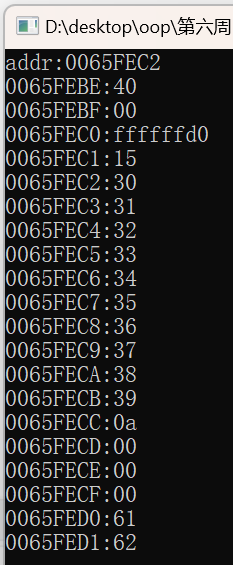 D:\desktop\oop\第六周
addr:0065FEC2
0065FEBE:40
0065FEBF:00
0065FEC0:ffffffd0
0065FEC1:15
0065FEC2:30
0065FEC3:31
0065FEC4:32
0065FEC5:33
0065FEC6:34
0065FEC7:35
0065FEC8:36
0065FEC9:37
0065FECA:38
0065FECB:39
0065FECC:0a
0065FECD:00
0065FECE:00
0065FECF:00
0065FED0:61
0065FED1:62